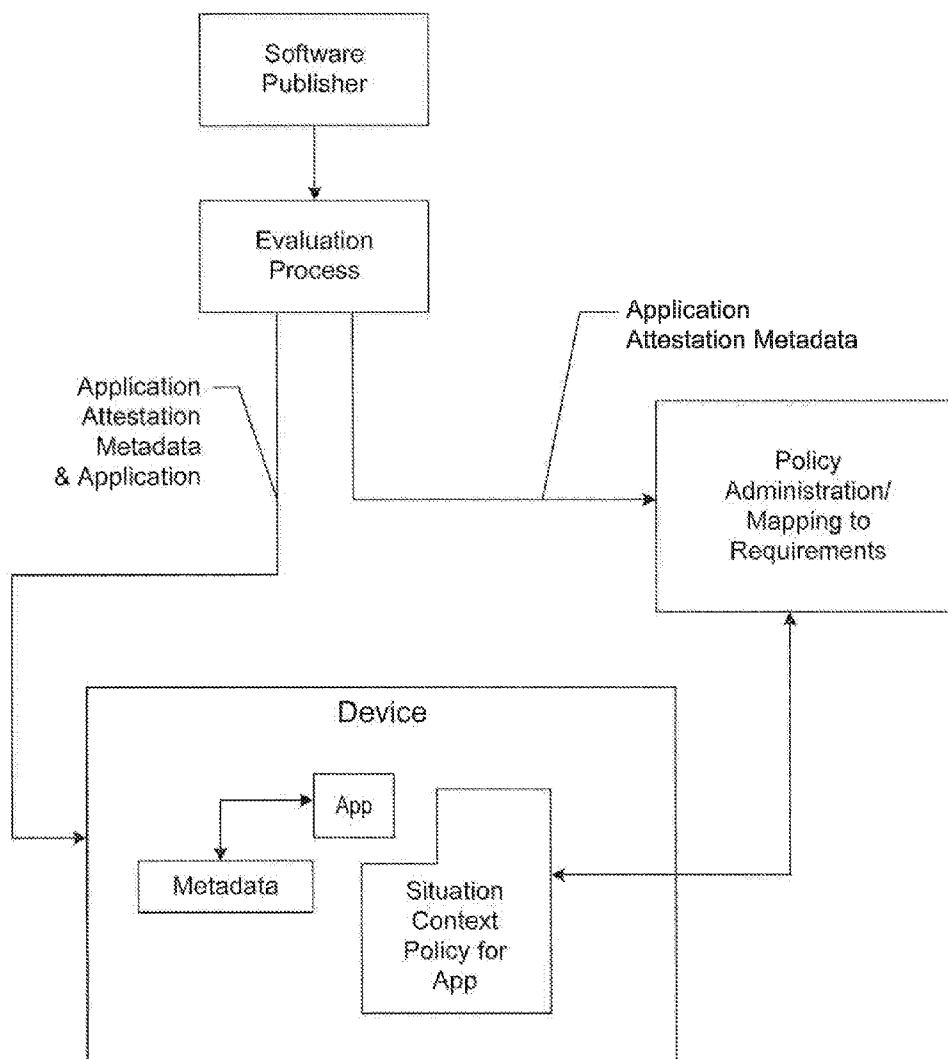 Software
Publisher
Evaluation
Process
Application
Attestation Metadata
Application
Attestation
Metadata
& Application
Policy
Administration/
Mapping to
Requirements
Device
App
Metadata
Situation
Context
Policy for
App